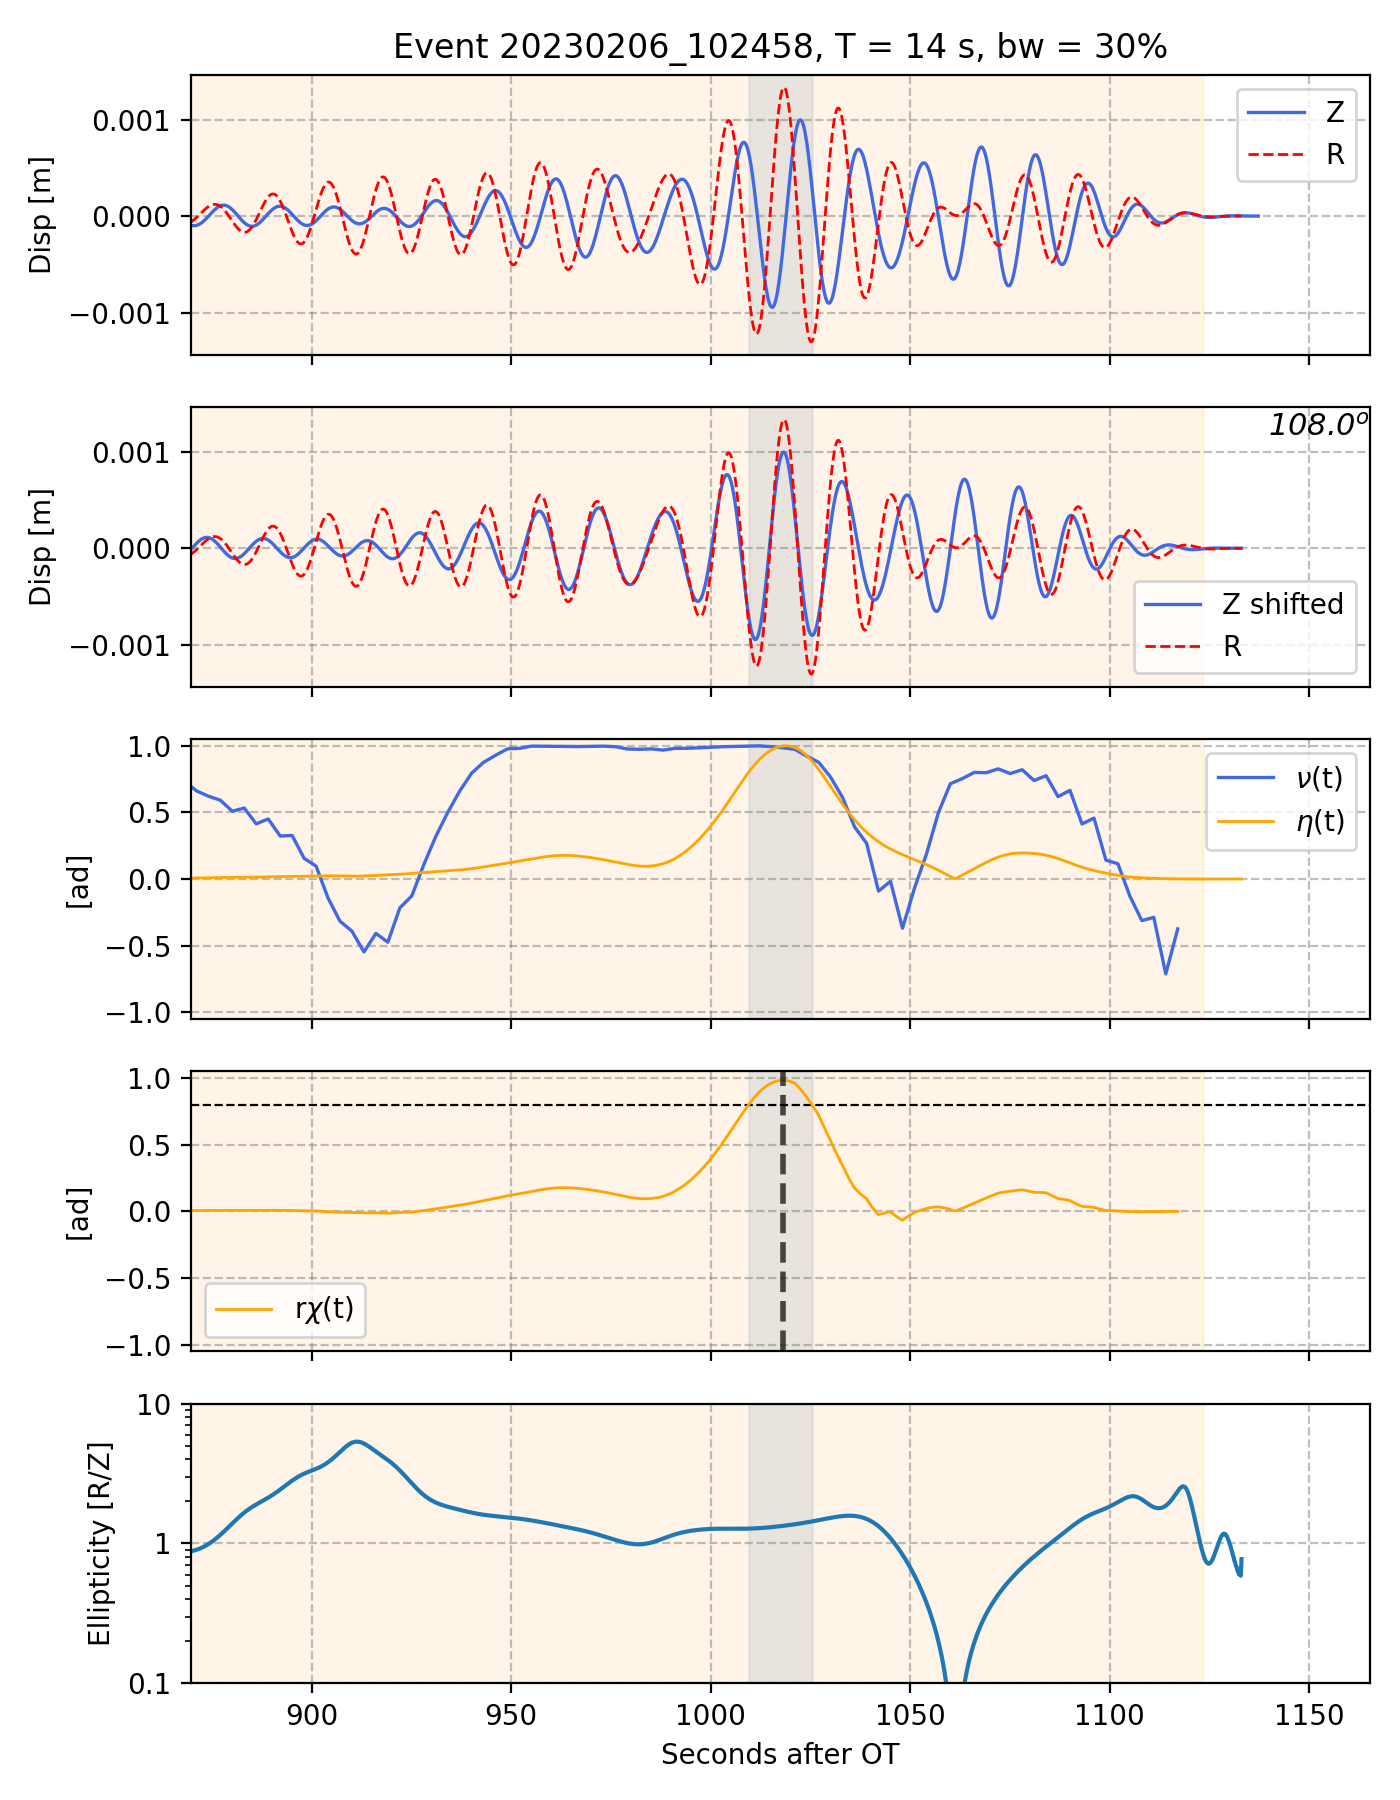 Event 20230206_102458, T = 14 s, bw = 30%
Disp [m]
0.001
0.000
−0.001
Z
R
Disp [m]
0.001
0.000
−0.001
108.0º
Z shifted
R
[ad]
1.0
0.5
0.0
−0.5
−1.0
ν(t)
η(t)
[ad]
1.0
0.5
0.0
−0.5
−1.0
rχ(t)
Ellipticity [R/Z]
10
1
0.1
900 950 1000 1050 1100 1150
Seconds after OT